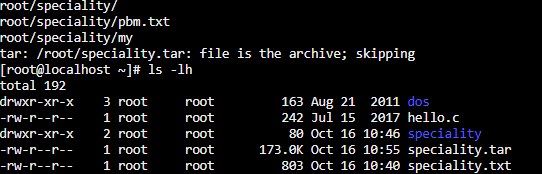 root/speciality/
root/speciality/pbm.txt
root/speciality/my
tar: /root/speciality.tar: file is the archive; skipping
[root@localhost ~]# ls -lh
total 192
drwxr-xr-x 3 root root 163 Aug 21 2011 dos
-rw-r--r-- 1 root root 242 Jul 15 2017 hello.c
drwxr-xr-x 2 root root 80 Oct 16 10:46 speciality
-rw-r--r-- 1 root root 173.0K Oct 16 10:55 speciality.tar
-rw-r--r-- 1 root root 803 Oct 16 10:40 speciality.txt